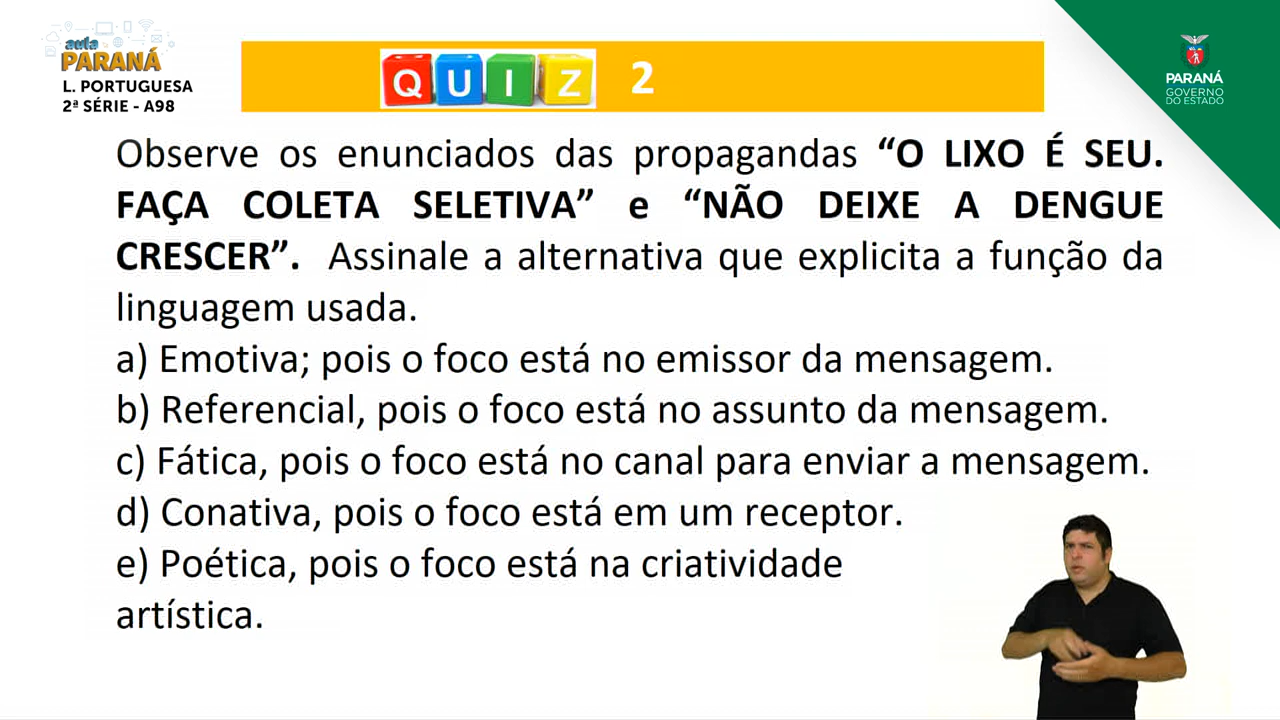 aula
PARANÁ
L. PORTUGUESA
2ª SÉRIE - A98
QUIZ 2
PARANÁ
GOVERNO
DO ESTADO
Observe os enunciados das propagandas “O LIXO É SEU.
FAÇA COLETA SELETIVA” e “NÃO DEIXE A DENGUE
CRESCER”. Assinale a alternativa que explicita a função da
linguagem usada.
a) Emotiva; pois o foco está no emissor da mensagem.
b) Referencial, pois o foco está no assunto da mensagem.
c) Fática, pois o foco está no canal para enviar a mensagem.
d) Conativa, pois o foco está em um receptor.
e) Poética, pois o foco está na criatividade
artística.